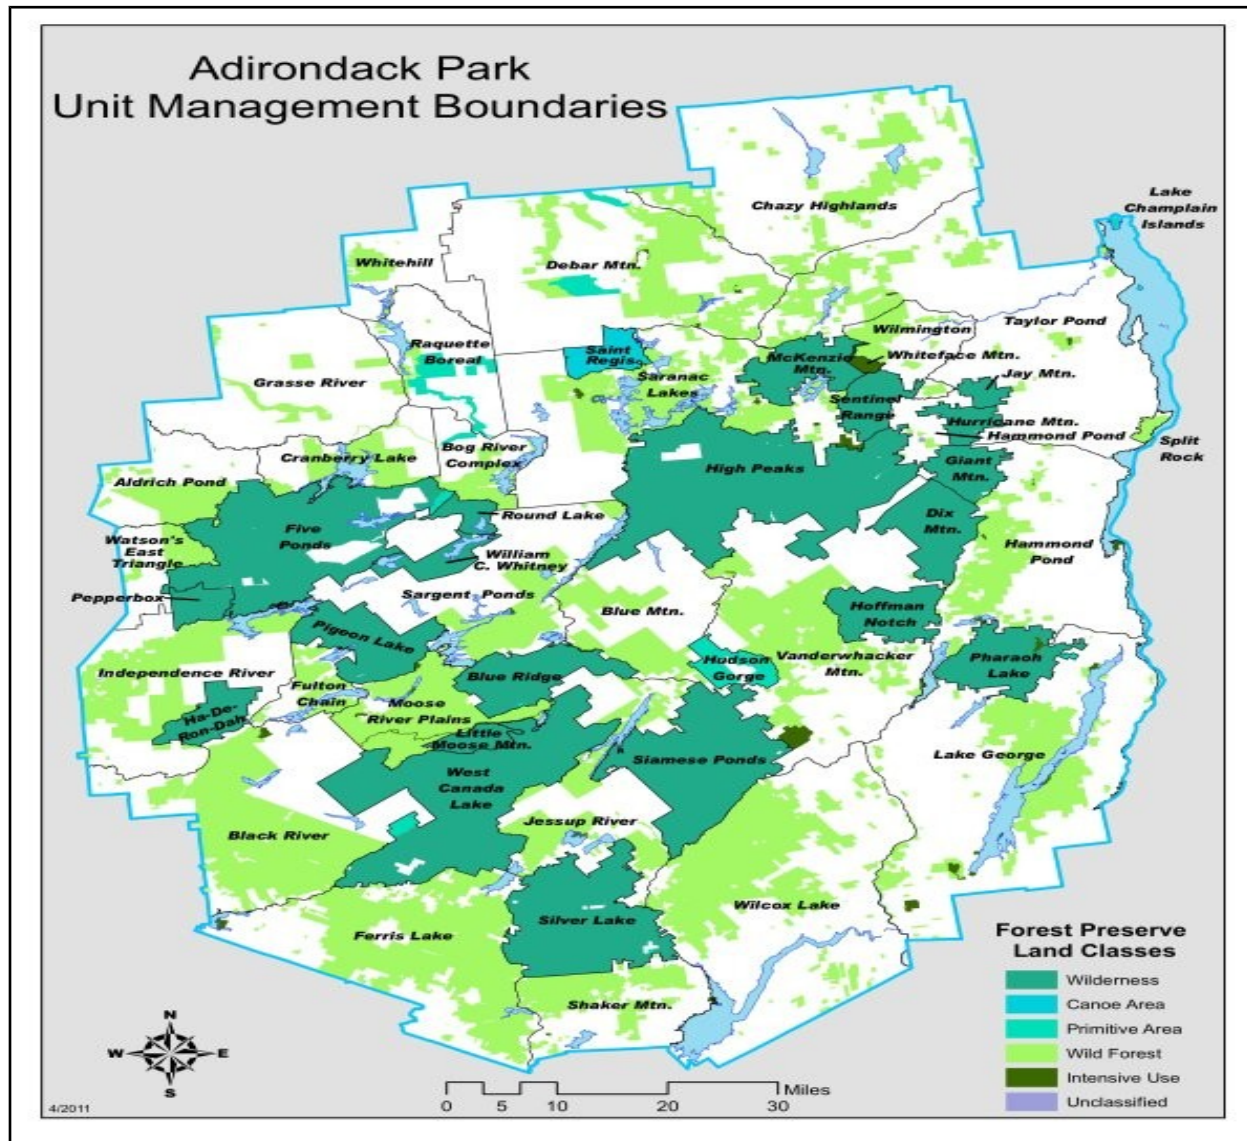 Adirondack Park
Unit Management Boundaries
Lake
Champlain
Islands
Chazy Highlands
Whitehill
Debar Mtn.
Taylor Pond
Wilmington
Raquette
Boreal
Saint
Regis
McKenzie
Mtn.
Whiteface Mtn.
Grasse River
Saranac
Lakes
Jay Mtn.
Sentinel
Range
Hurricane Mtn.
Hammond Pond
Split
Rock
Bog River
Complex
Cranberry Lake
High Peaks
Giant
Mtn.
Aldrich Pond
Round Lake
Dix
Mtn.
Five
Ponds
Watson's
East
Triangle
William
C. Whitney
Hammond
Pond
Pepperbox
Sargent Ponds
Blue Mtn.
Hoffman
Notch
Pigeon Lake
Hudson
Gorge
Vanderwhacker
Mtn.
Pharaoh
Lake
Independence River
Blue Ridge
Fulton
Chain
Moose
River Plains
Ha-De-
Ron-Dah
Little
Moose Mtn.
Siamese Ponds
Lake George
West
Canada
Lake
Jessup River
Black River
Wilcox Lake
Silver Lake
Ferris Lake
Shaker Mtn.
Forest Preserve
Land Classes
Wilderness
Canoe Area
Primitive Area
Wild Forest
Intensive Use
Unclassified
N
W E
S
Miles
0 5 10 20 30
4/2011